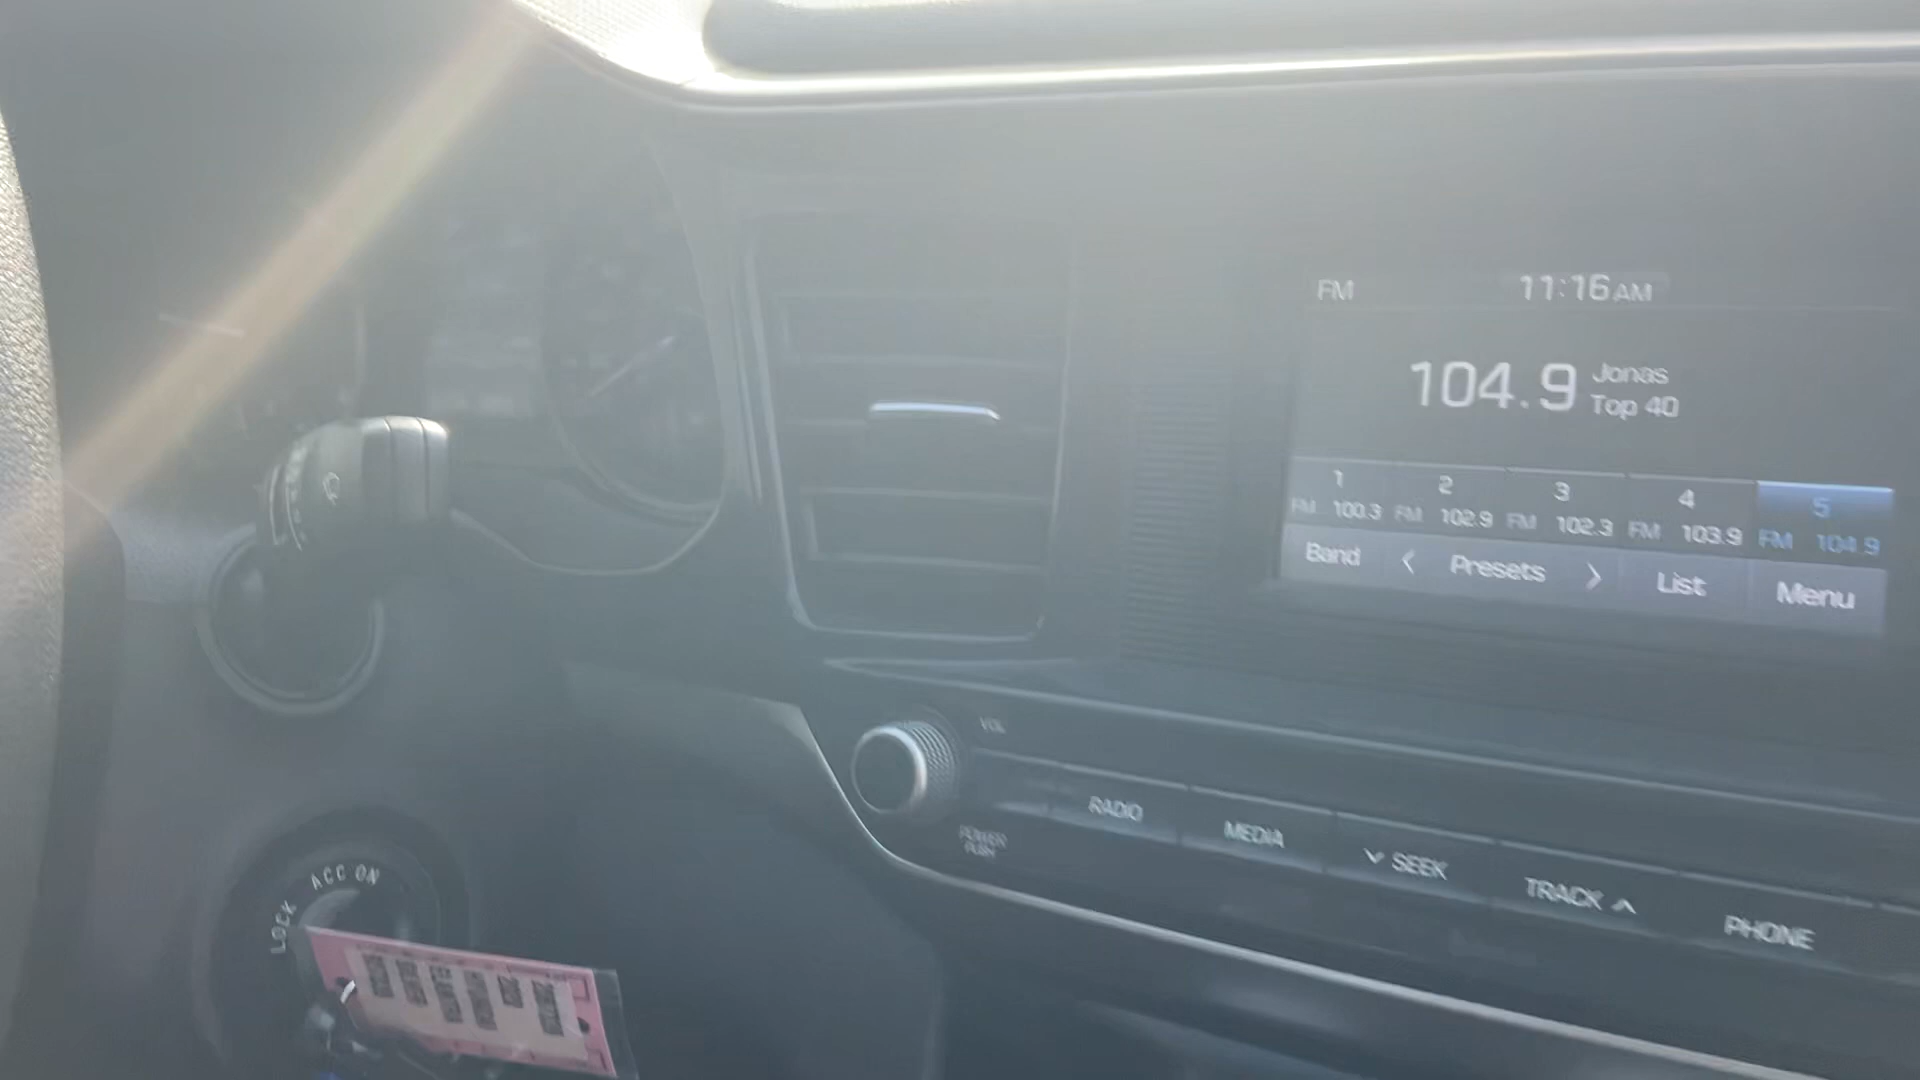 FM 11:16 AM
104.9 Jonas
Top 40
1 2 3 4 5
FM 100.3 FM 102.9 FM 102.3 FM 103.9 FM 104.9
Band < Presets > List Menu
VOL
POWER
PUSH
RADIO MEDIA SEEK TRACK PHONE
LOCK ACC ON